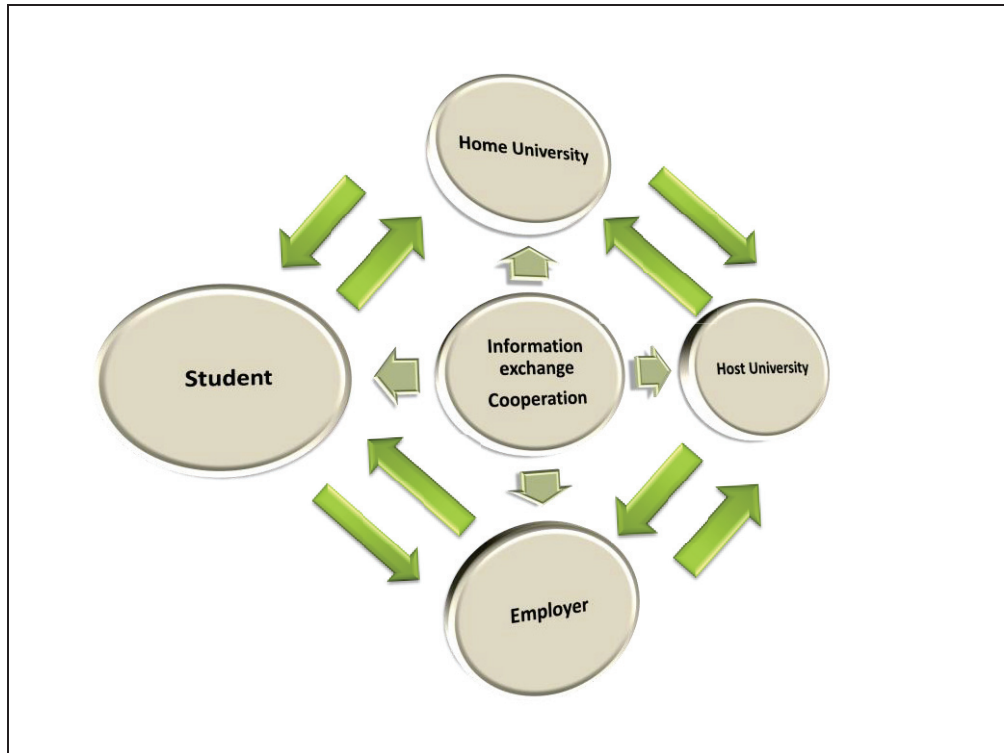 Home University
Student
Information
exchange
Cooperation
Host University
Employer